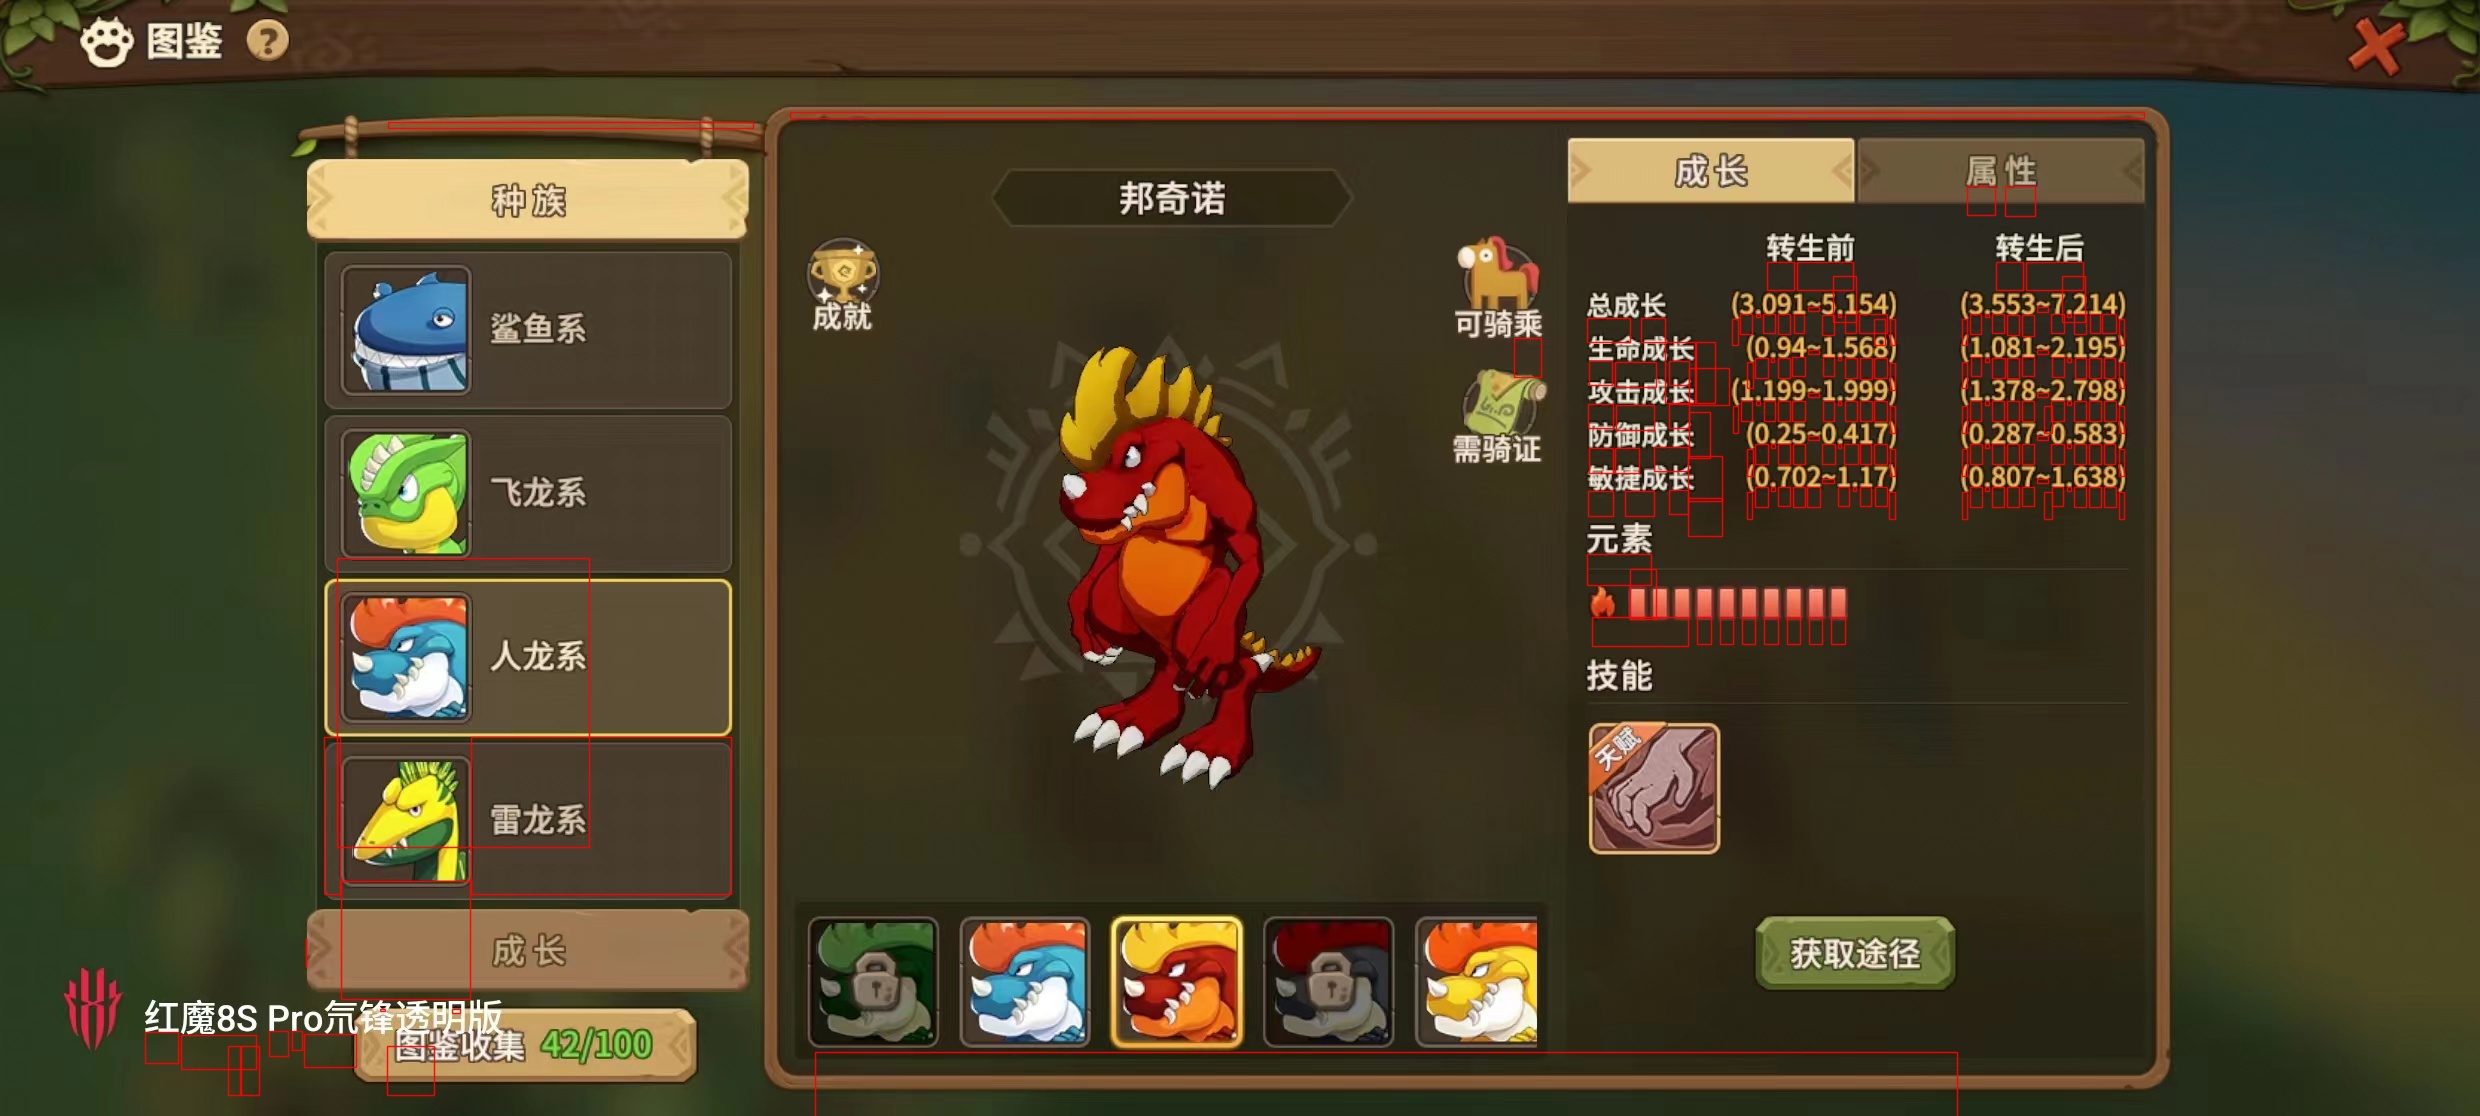 图鉴 ?
种族
鲨鱼系
飞龙系
人龙系
雷龙系
成长
图鉴收集 42/100
红魔8S Pro氘锋透明版
邦奇诺
成就
可骑乘
需骑证
成长
属性
转生前 转生后
总成长 (3.091~5.154) (3.553~7.214)
生命成长 (0.94~1.568) (1.081~2.195)
攻击成长 (1.199~1.999) (1.378~2.798)
防御成长 (0.25~0.417) (0.287~0.583)
敏捷成长 (0.702~1.17) (0.807~1.638)
元素
技能
天赋
获取途径